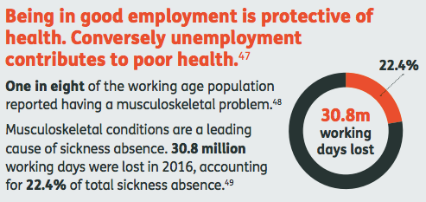 Being in good employment is protective of
health. Conversely unemployment
contributes to poor health.47
One in eight of the working age population
reported having a musculoskeletal problem.48
Musculoskeletal conditions are a leading
cause of sickness absence. 30.8 million
working days were lost in 2016, accounting
for 22.4% of total sickness absence.49
22.4%
30.8m
working
days lost